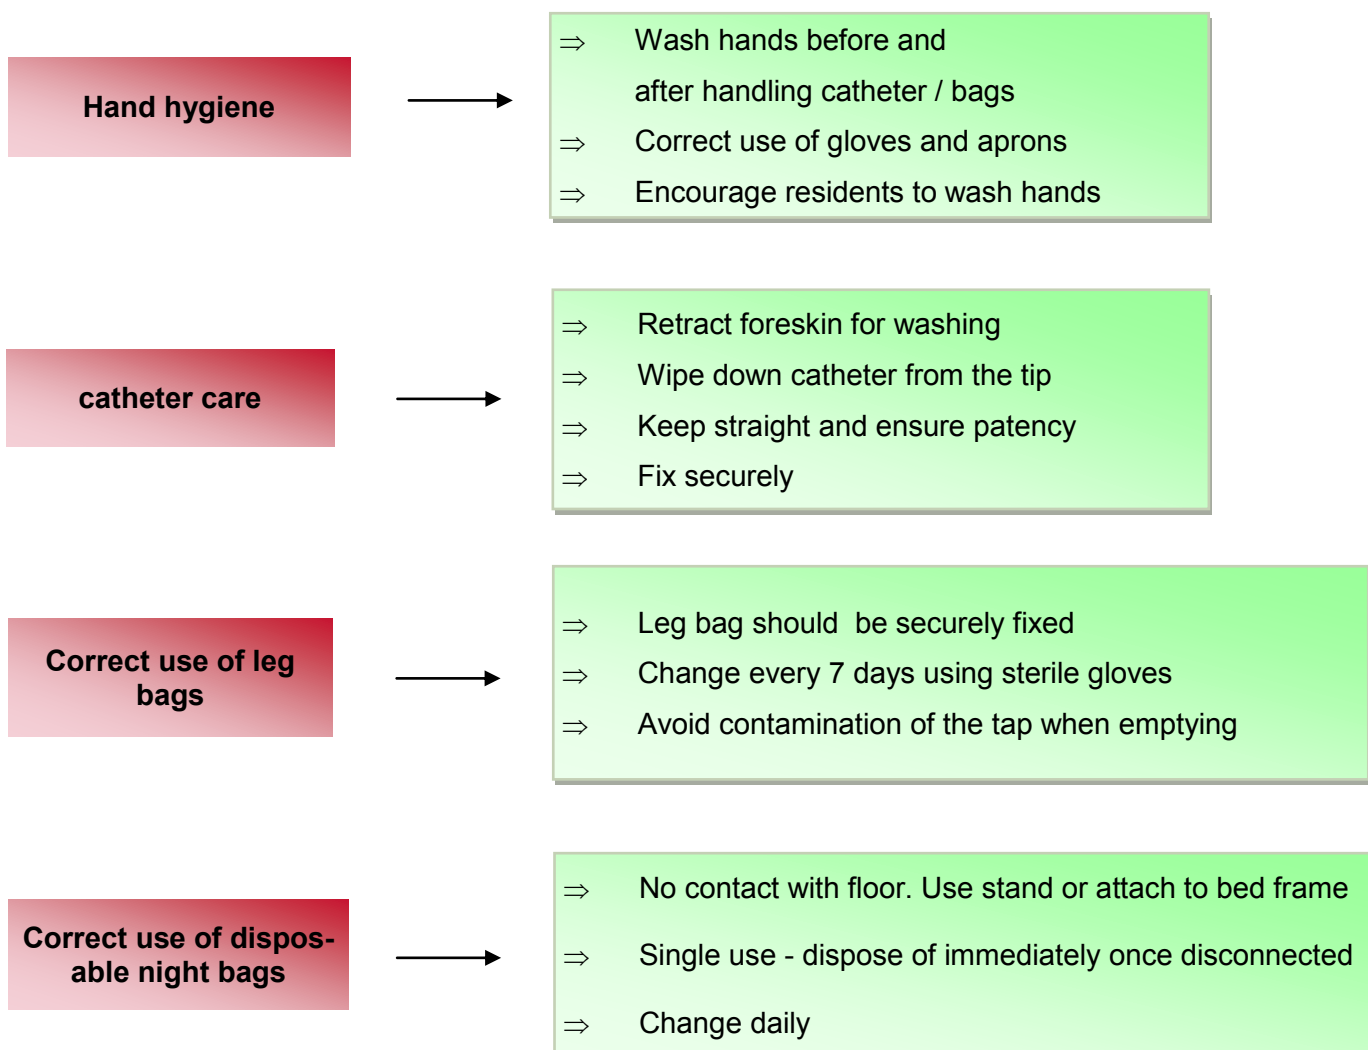 Hand hygiene
⇒ Wash hands before and
after handling catheter / bags
⇒ Correct use of gloves and aprons
⇒ Encourage residents to wash hands
catheter care
⇒ Retract foreskin for washing
⇒ Wipe down catheter from the tip
⇒ Keep straight and ensure patency
⇒ Fix securely
Correct use of leg
bags
⇒ Leg bag should  be securely fixed
⇒ Change every 7 days using sterile gloves
⇒ Avoid contamination of the tap when emptying
Correct use of dispos-
able night bags
⇒ No contact with floor. Use stand or attach to bed frame
⇒ Single use - dispose of immediately once disconnected
⇒ Change daily